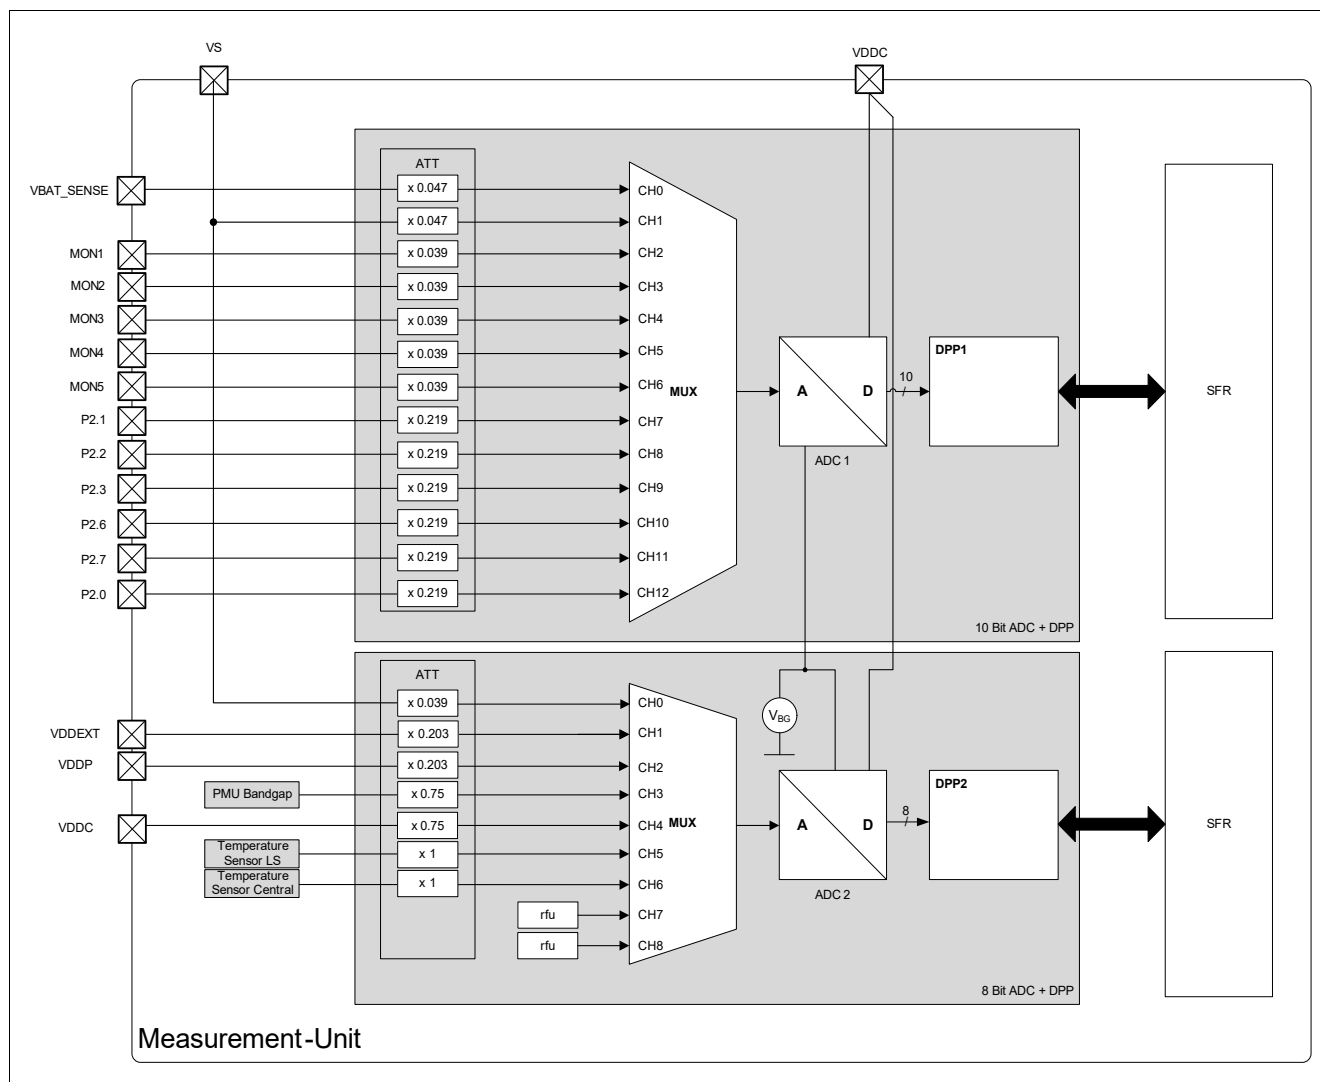 VS
VDDC
ATT
VBAT_SENSE
x 0.047
CH0
x 0.047
CH1
MON1
x 0.039
CH2
MON2
x 0.039
CH3
MON3
x 0.039
CH4
MON4
x 0.039
CH5
MON5
x 0.039
CH6
MUX
P2.1
x 0.219
CH7
P2.2
x 0.219
CH8
P2.3
x 0.219
CH9
P2.6
x 0.219
CH10
P2.7
x 0.219
CH11
P2.0
x 0.219
CH12
A
D
ADC 1
10
DPP1
SFR
10 Bit ADC + DPP
ATT
x 0.039
CH0
VDDEXT
x 0.203
CH1
VDDP
x 0.203
CH2
PMU Bandgap
x 0.75
CH3
VDDC
x 0.75
CH4
MUX
Temperature
Sensor LS
x 1
CH5
Temperature
Sensor Central
x 1
CH6
rfu
CH7
rfu
CH8
VBG
A
D
ADC 2
8
DPP2
SFR
8 Bit ADC + DPP
Measurement-Unit